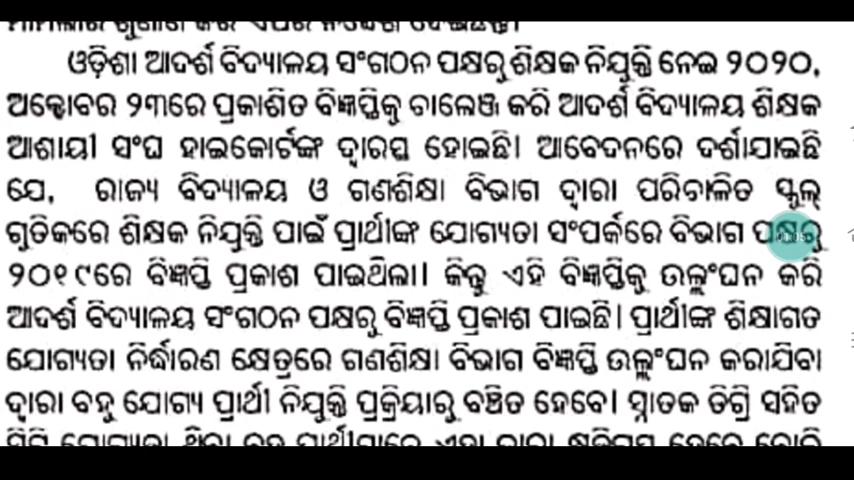 ଓଡ଼ିଶା ଆଦର୍ଶ ବିଦ୍ୟାଳୟ ସଂଗଠନ ପକ୍ଷରୁ ଶିକ୍ଷକ ନିଯୁକ୍ତି ନେଇ ୨୦୨୦,
ଅକ୍ଟୋବର ୨୩ରେ ପ୍ରକାଶିତ ବିଜ୍ଞପ୍ତିକୁ ଚାଲେଞ୍ଜ କରି ଆଦର୍ଶ ବିଦ୍ୟାଳୟ ଶିକ୍ଷକ
ଆଶାୟୀ ସଂଘ ହାଇକୋର୍ଟଙ୍କ ଦ୍ୱାରସ୍ଥ ହୋଇଛି। ଆବେଦନରେ ଦର୍ଶାଯାଇଛି
ଯେ, ରାଜ୍ୟ ବିଦ୍ୟାଳୟ ଓ ଗଣଶିକ୍ଷା ବିଭାଗ ଦ୍ୱାରା ପରିଚାଳିତ ସ୍କୁଲ୍
ଗୁଡିକରେ ଶିକ୍ଷକ ନିଯୁକ୍ତି ପାଇଁ ପ୍ରାର୍ଥୀଙ୍କ ଯୋଗ୍ୟତା ସଂପର୍କରେ ବିଭାଗ ପକ୍ଷରୁ
୨୦୧୯ରେ ବିଜ୍ଞପ୍ତି ପ୍ରକାଶ ପାଇଥିଲା। କିନ୍ତୁ ଏହି ବିଜ୍ଞପ୍ତିକୁ ଉଲ୍ଲଂଘନ କରି
ଆଦର୍ଶ ବିଦ୍ୟାଳୟ ସଂଗଠନ ପକ୍ଷରୁ ବିଜ୍ଞପ୍ତି ପ୍ରକାଶ ପାଇଛି। ପ୍ରାର୍ଥୀଙ୍କ ଶିକ୍ଷାଗତ
ଯୋଗ୍ୟତା ନିର୍ଦ୍ଧାରଣ କ୍ଷେତ୍ରରେ ଗଣଶିକ୍ଷା ବିଭାଗ ବିଜ୍ଞପ୍ତି ଉଲ୍ଲଂଘନ କରାଯିବା
ଦ୍ୱାରା ବହୁ ଯୋଗ୍ୟ ପ୍ରାର୍ଥୀ ନିଯୁକ୍ତି ପ୍ରକ୍ରିୟାରୁ ବଞ୍ଚିତ ହେବେ। ସ୍ନାତକ ଡିଗ୍ରି ସହିତ